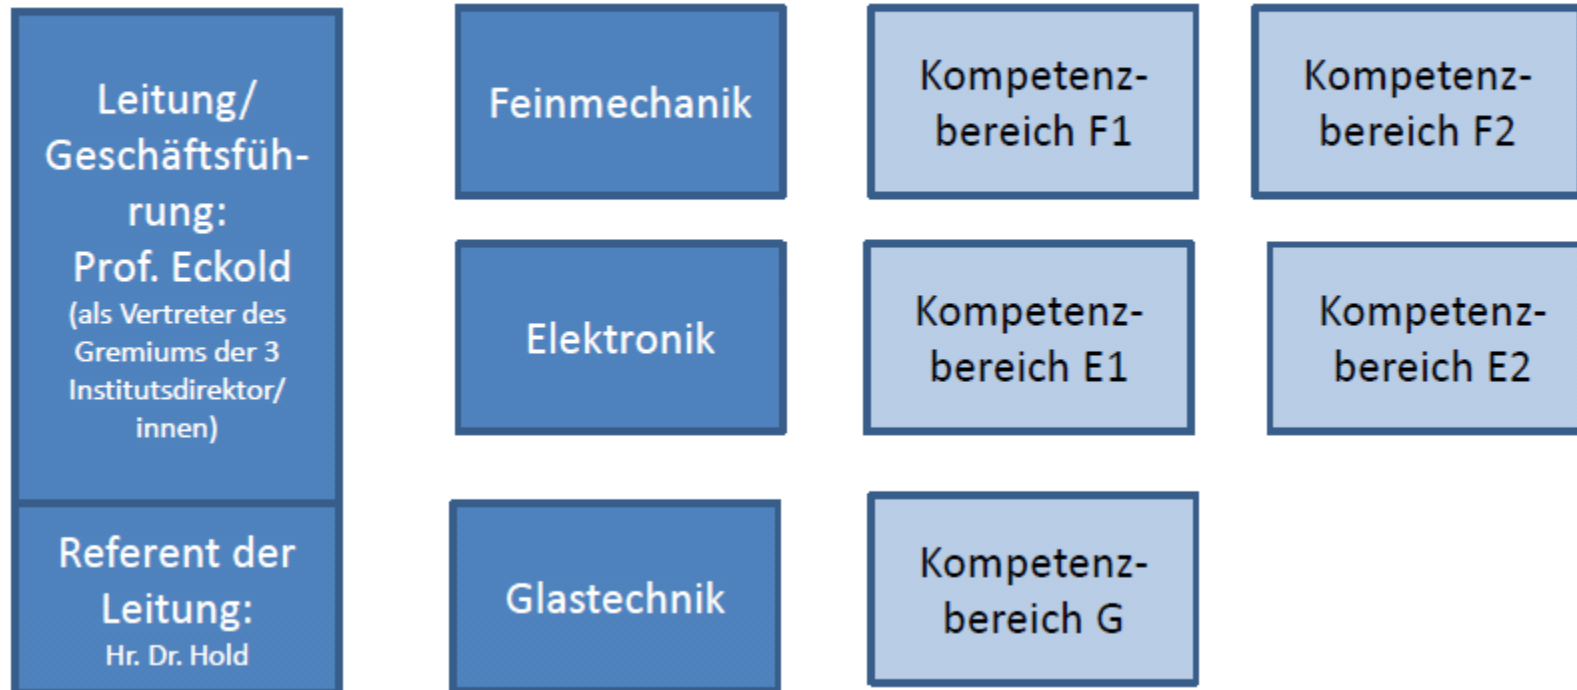 Leitung/
Geschäftsfüh-
rung:
Prof. Eckold
(als Vertreter des
Gremiums der 3
Institutsdirektor/
innen)
Referent der
Leitung:
Hr. Dr. Hold
Feinmechanik
Kompetenz-
bereich F1
Kompetenz-
bereich F2
Elektronik
Kompetenz-
bereich E1
Kompetenz-
bereich E2
Glastechnik
Kompetenz-
bereich G